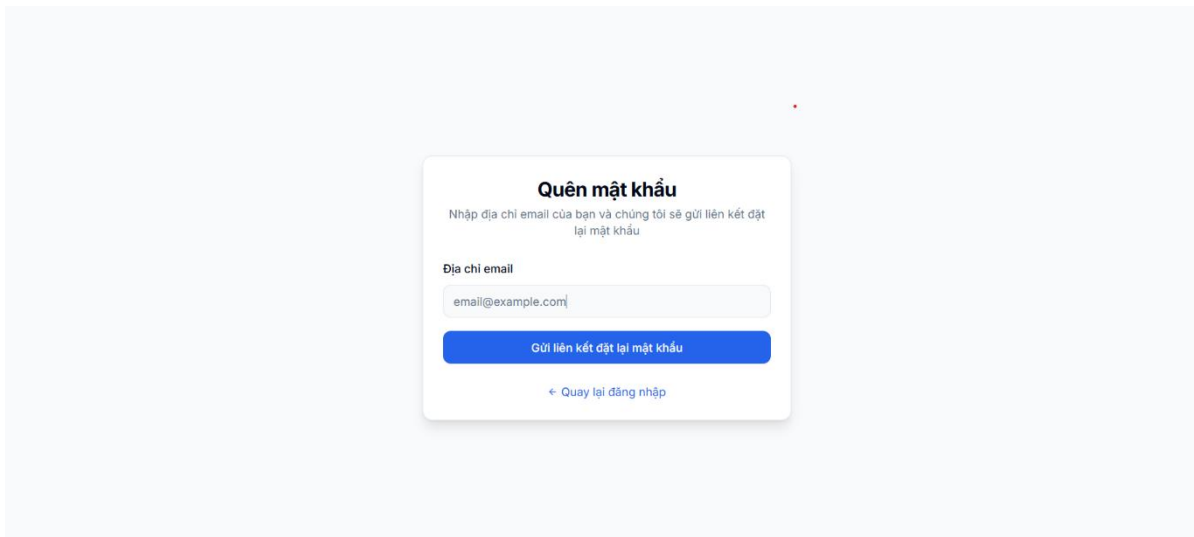 Quên mật khẩu
Nhập địa chỉ email của bạn và chúng tôi sẽ gửi liên kết đặt
lại mật khẩu
Địa chỉ email
email@example.com
Gửi liên kết đặt lại mật khẩu
← Quay lại đăng nhập